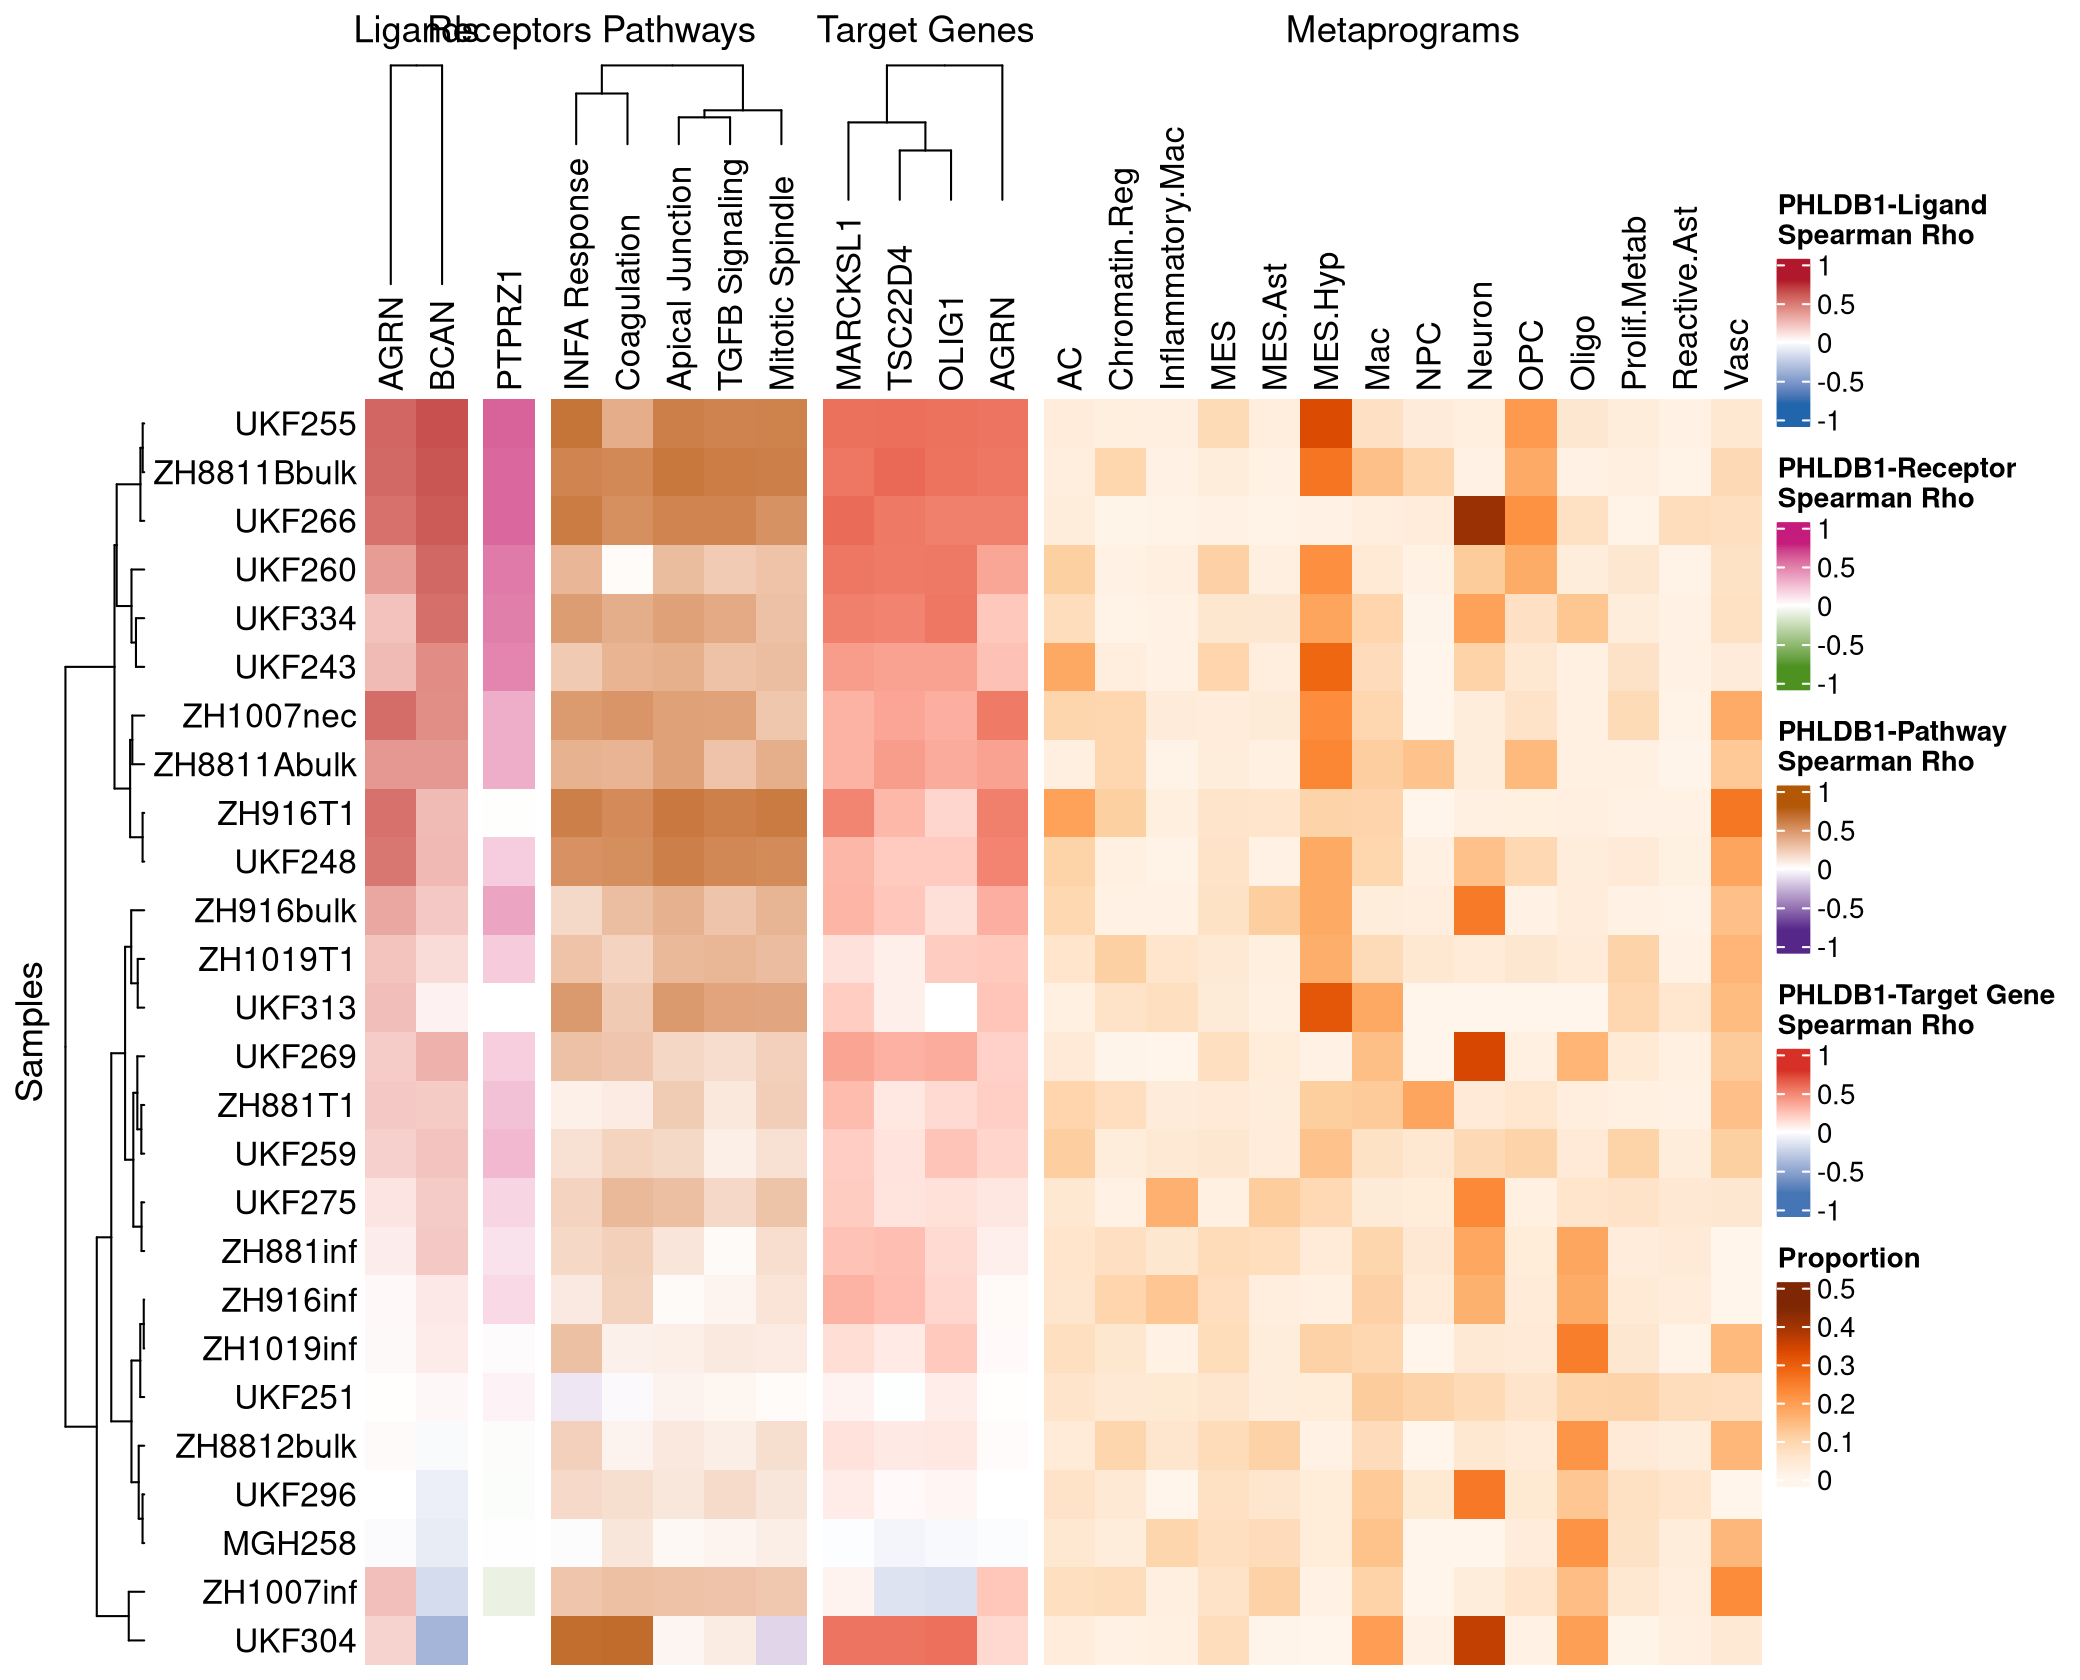 Ligands Receptors Pathways Target Genes Metaprograms
AGRN BCAN PTPRZ1 INFA Response Coagulation Apical Junction TGFB Signaling Mitotic Spindle MARCKSL1 TSC22D4 OLIG1 AGRN AC Chromatin.Reg Inflammatory.Mac MES MES.Ast MES.Hyp Mac NPC Neuron OPC Oligo Prolif.Metab Reactive.Ast Vasc
Samples
UKF255
ZH8811Bbulk
UKF266
UKF260
UKF334
UKF243
ZH1007nec
ZH8811Abulk
ZH916T1
UKF248
ZH916bulk
ZH1019T1
UKF313
UKF269
ZH881T1
UKF259
UKF275
ZH881inf
ZH916inf
ZH1019inf
UKF251
ZH8812bulk
UKF296
MGH258
ZH1007inf
UKF304
PHLDB1-Ligand
Spearman Rho
1
0.5
0
-0.5
-1
PHLDB1-Receptor
Spearman Rho
1
0.5
0
-0.5
-1
PHLDB1-Pathway
Spearman Rho
1
0.5
0
-0.5
-1
PHLDB1-Target Gene
Spearman Rho
1
0.5
0
-0.5
-1
Proportion
0.5
0.4
0.3
0.2
0.1
0